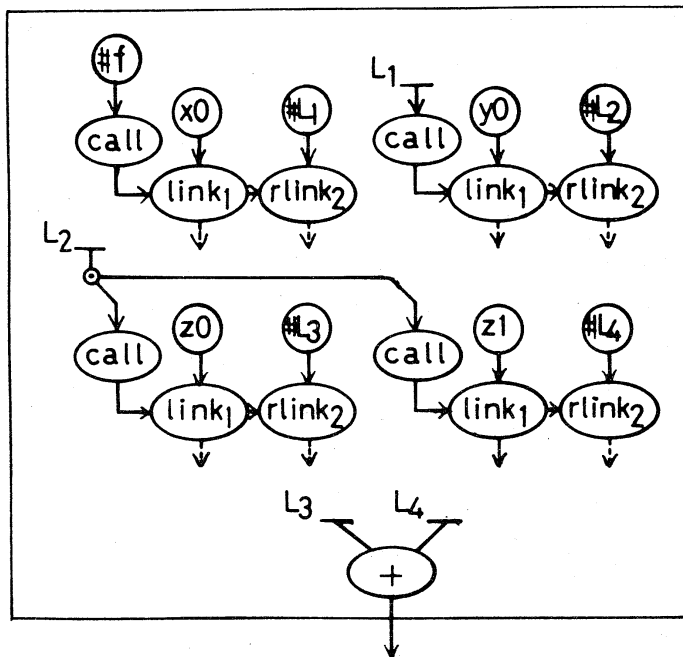 #f
x0 #L1 L1 y0 #L2
call call
link1 rlink2 link1 rlink2
L2
z0 #L3 z1 #L4
call call
link1 rlink2 link1 rlink2
L3 L4
+